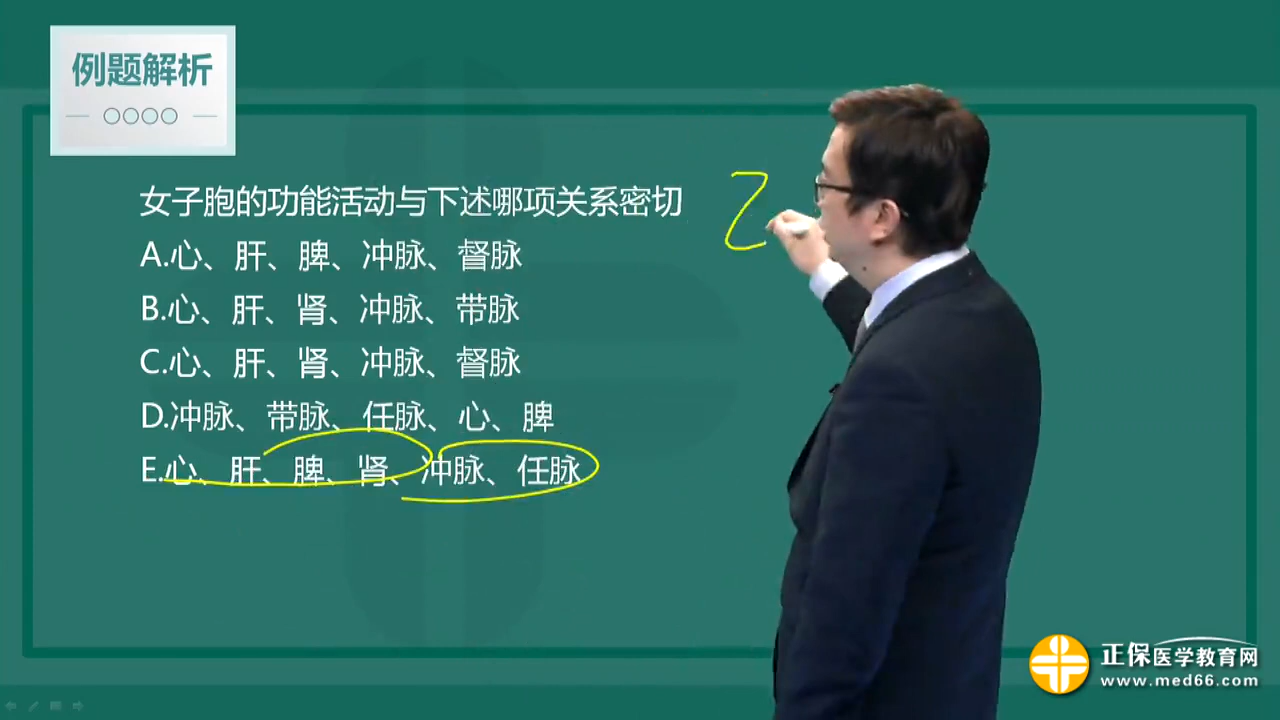 例题解析
女子胞的功能活动与下述哪项关系密切
A.心、肝、脾、冲脉、督脉
B.心、肝、肾、冲脉、带脉
C.心、肝、肾、冲脉、督脉
D.冲脉、带脉、任脉、心、脾
E.心、肝、脾、肾、冲脉、任脉
正保医学教育网
www.med66.com